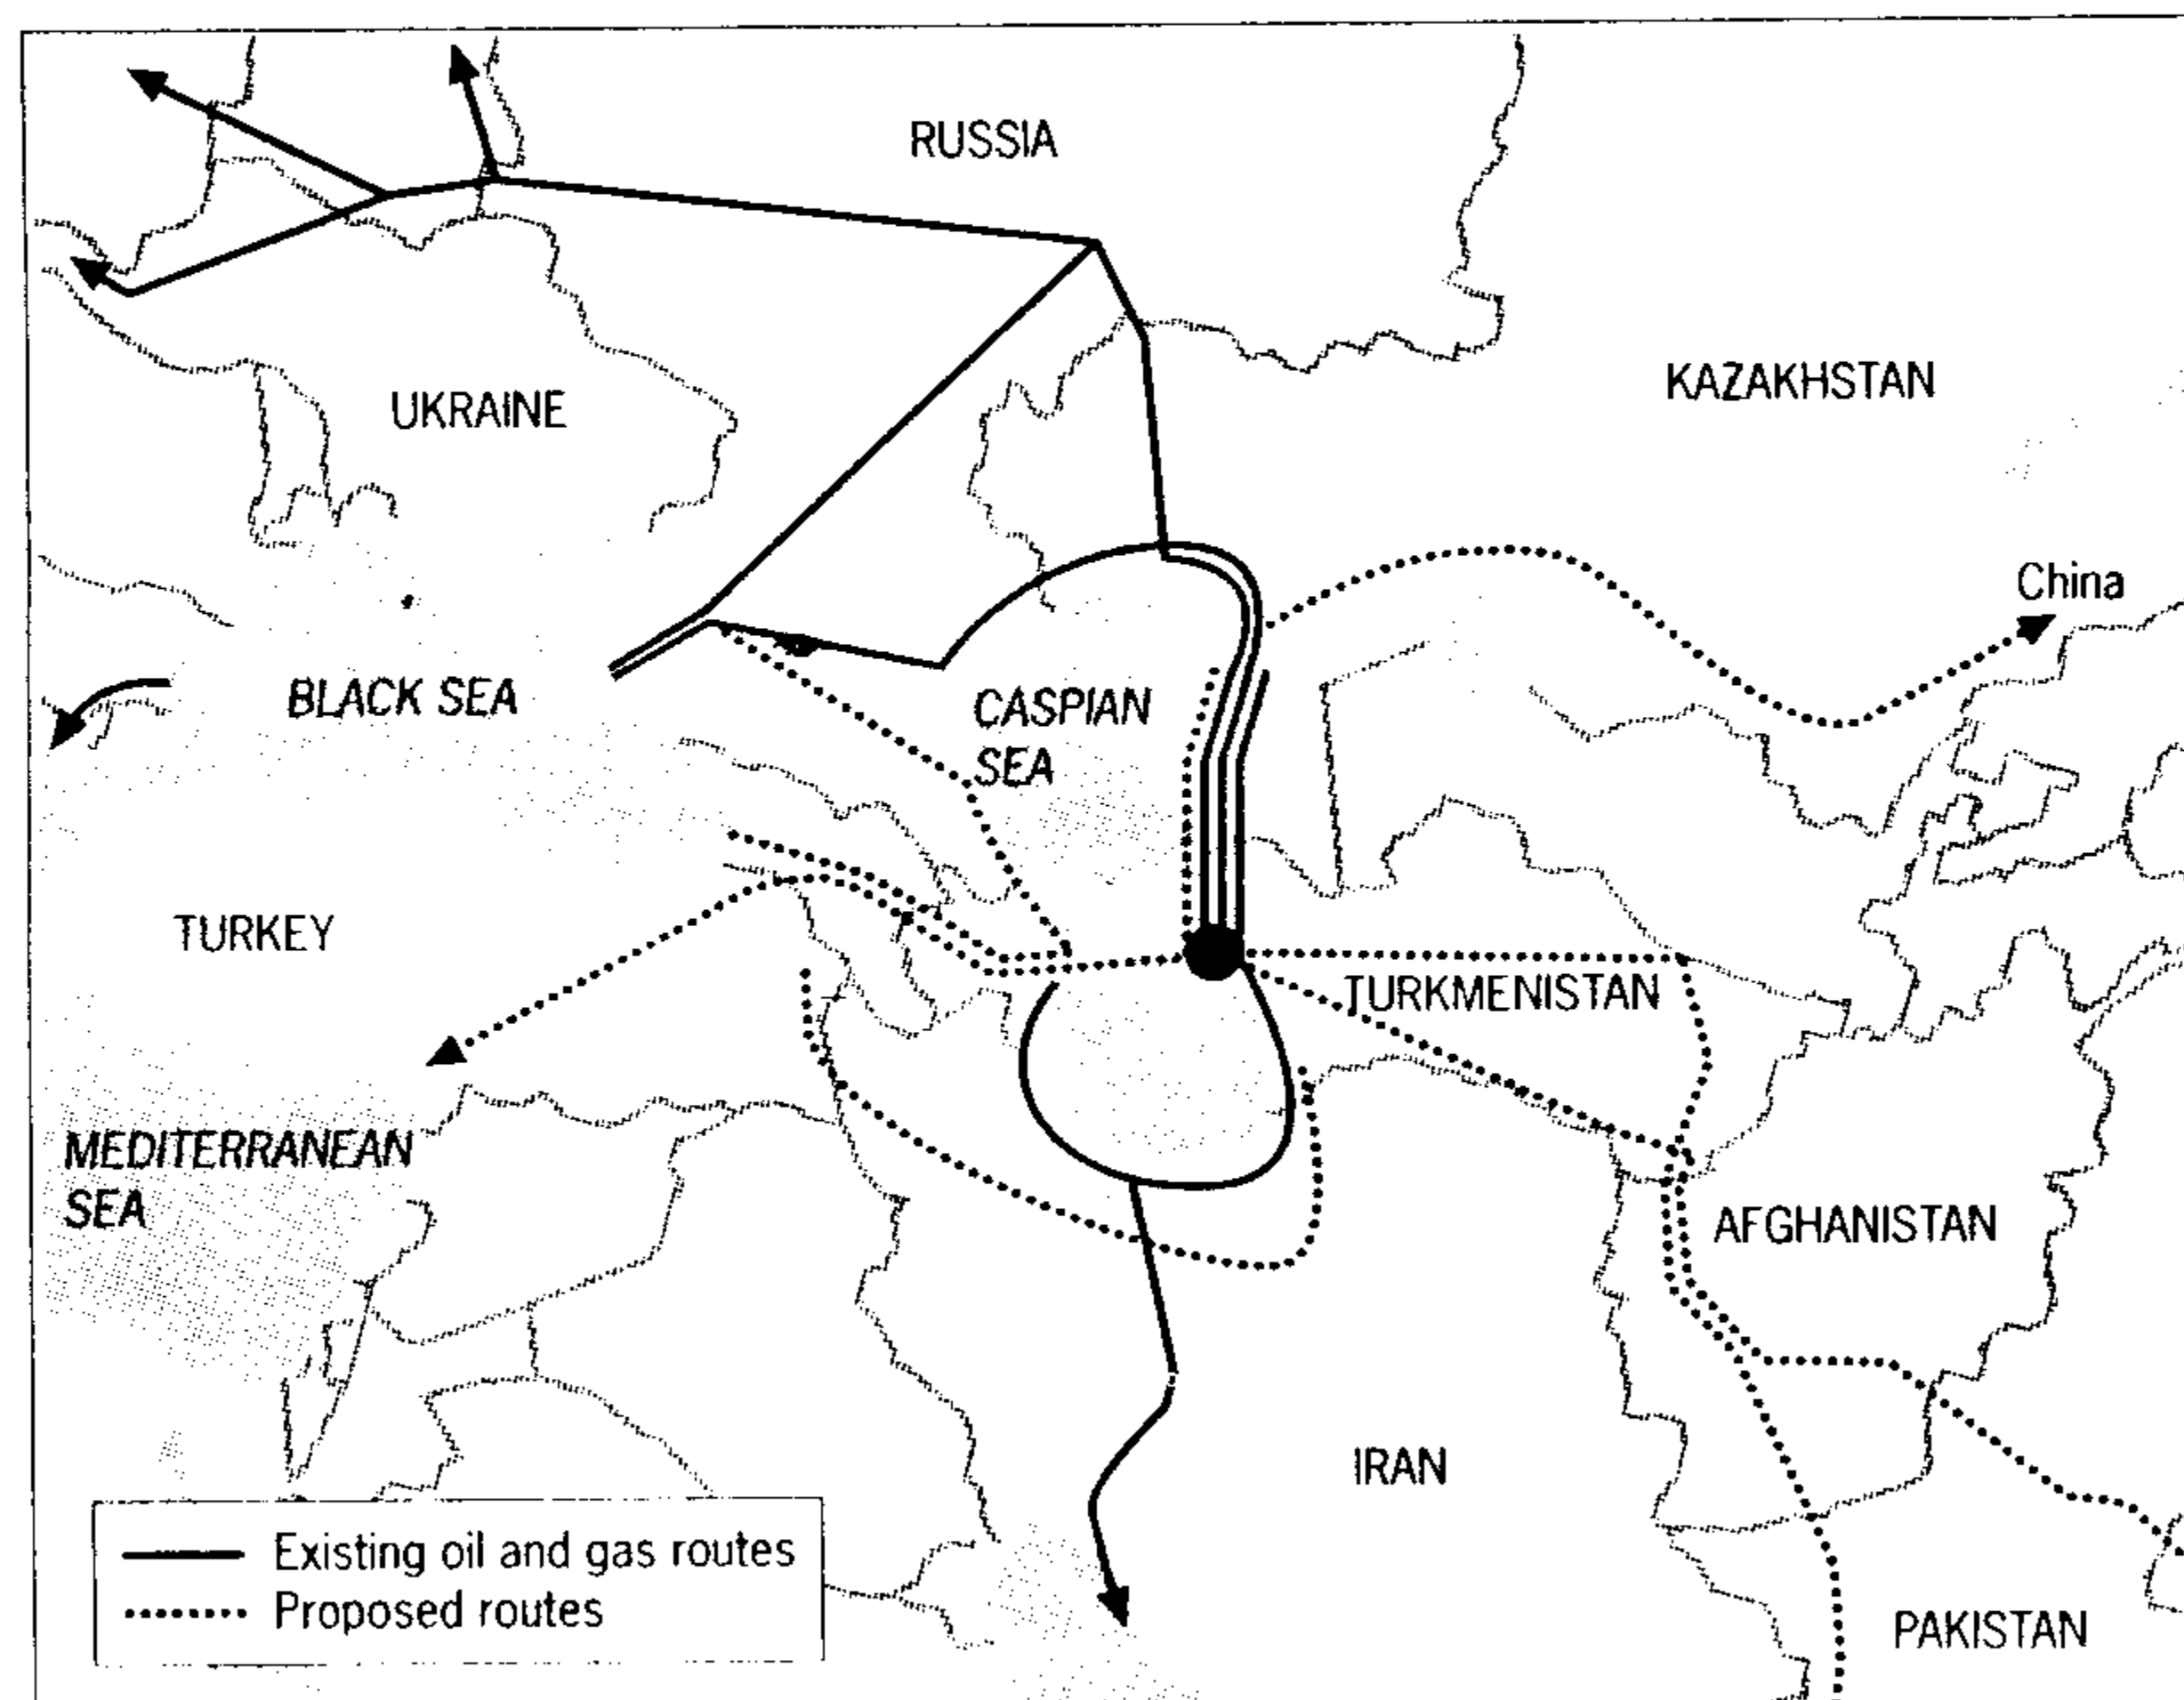 RUSSIA
KAZAKHSTAN
UKRAINE
China
BLACK SEA
CASPIAN
SEA
TURKEY
TURKMENISTAN
MEDITERRANEAN
SEA
AFGHANISTAN
IRAN
Existing oil and gas routes
Proposed routes
PAKISTAN